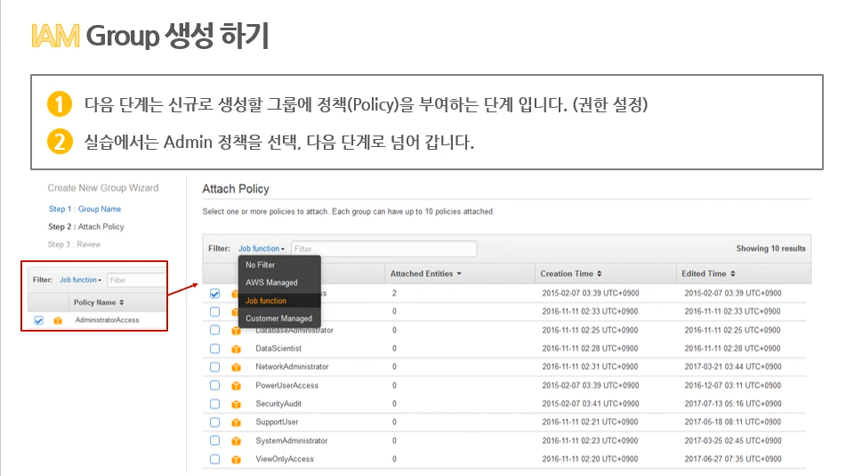 IAM Group 생성 하기
1 다음 단계는 신규로 생성할 그룹에 정책(Policy)을 부여하는 단계 입니다. (권한 설정)
2 실습에서는 Admin 정책을 선택, 다음 단계로 넘어 갑니다.
Create New Group Wizard
Step 1 : Group Name
Step 2 : Attach Policy
Step 3 : Review
Filter: Job function Filter
Policy Name
AdministratorAccess
Attach Policy
Select one or more policies to attach. Each group can have up to 10 policies attached.
Filter: Job function Filter Showing 10 results
No Filter
AWS Managed
Job function
Customer Managed
Attached Entities Creation Time Edited Time
2 2015-02-07 03:39 UTC+0900 2015-02-07 03:39 UTC+0900
0 2016-11-11 02:33 UTC+0900 2016-11-11 02:33 UTC+0900
DatabaseAdministrator 0 2016-11-11 02:25 UTC+0900 2016-11-11 02:25 UTC+0900
DataScientist 0 2016-11-11 02:28 UTC+0900 2016-11-11 02:28 UTC+0900
NetworkAdministrator 0 2016-11-11 02:31 UTC+0900 2017-03-21 03:44 UTC+0900
PowerUserAccess 0 2015-02-07 03:39 UTC+0900 2016-12-07 03:11 UTC+0900
SecurityAudit 0 2015-02-07 03:41 UTC+0900 2017-07-13 05:16 UTC+0900
SupportUser 0 2016-11-11 02:21 UTC+0900 2017-05-18 08:11 UTC+0900
SystemAdministrator 0 2016-11-11 02:23 UTC+0900 2017-03-25 02:45 UTC+0900
ViewOnlyAccess 0 2016-11-11 02:20 UTC+0900 2017-06-27 07:35 UTC+0900